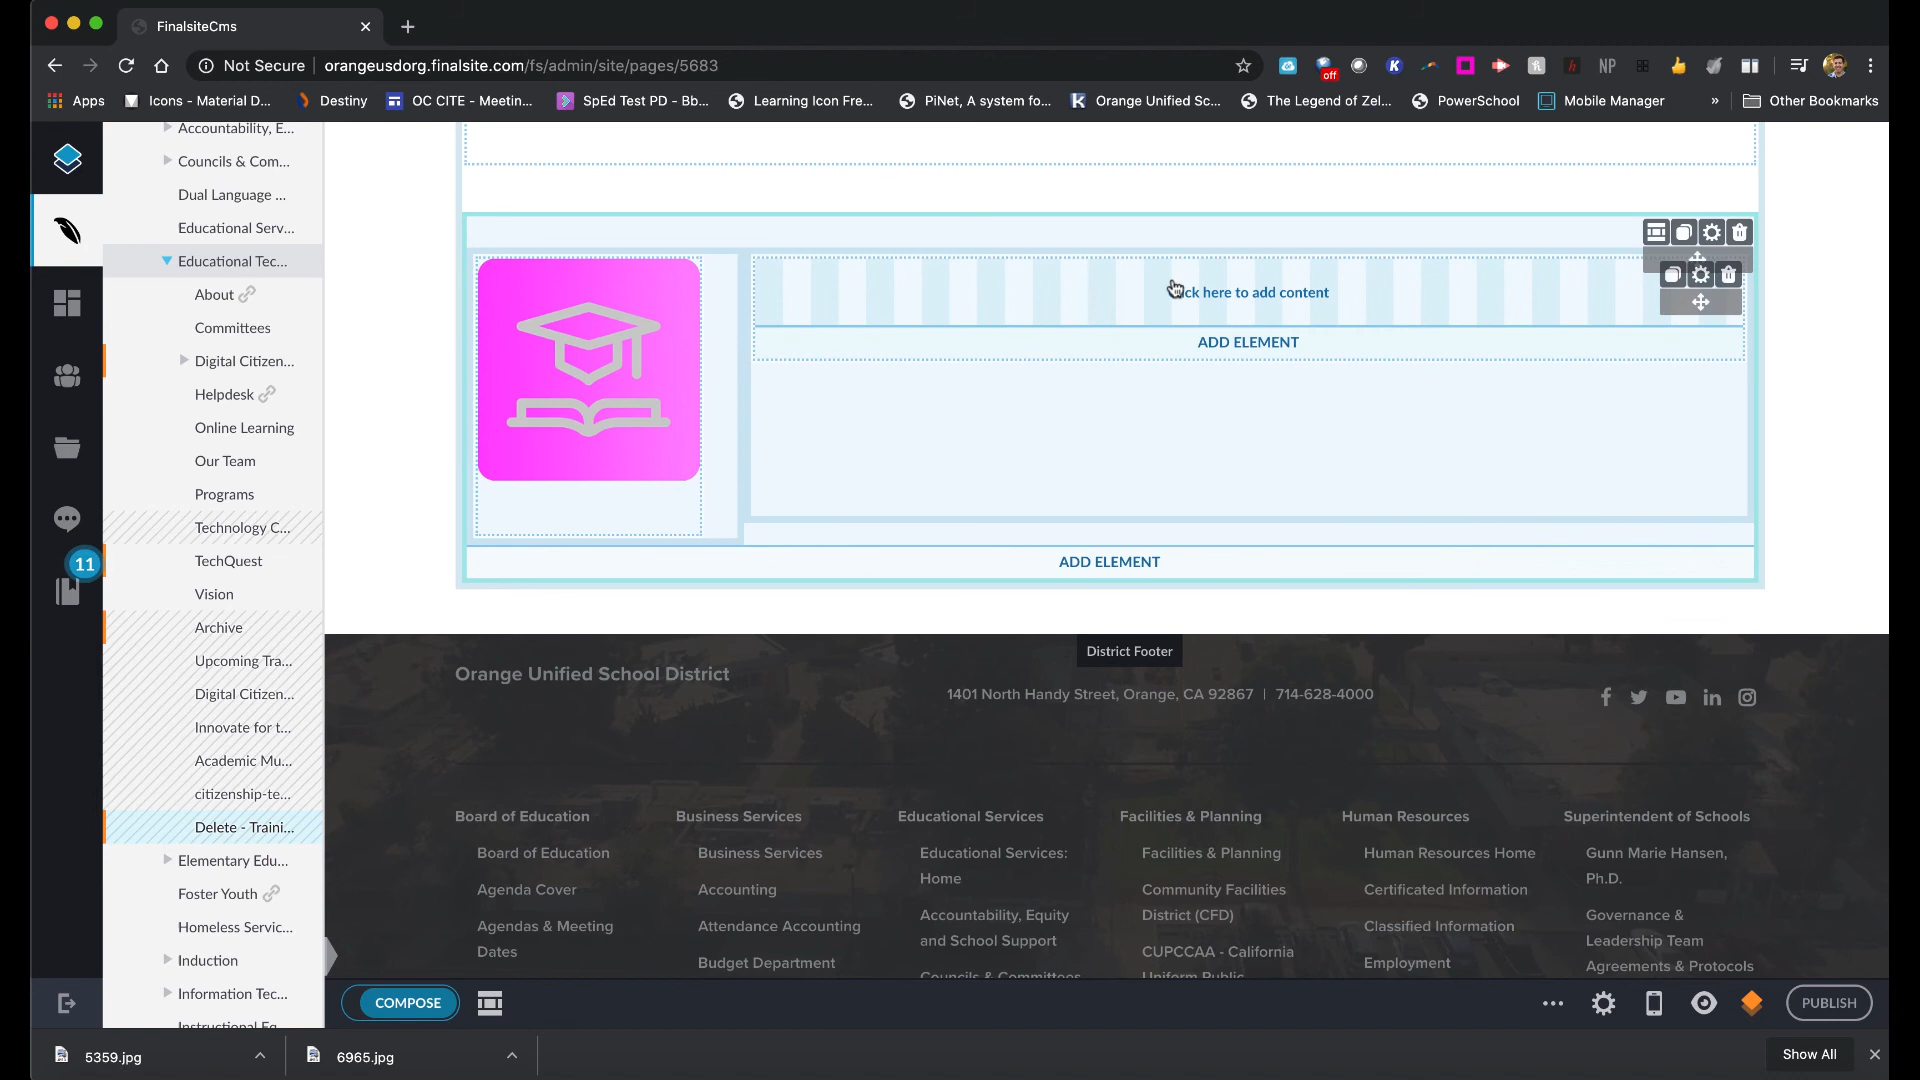 FinalsiteCms
Not Secure | orangeusdorg.finalsite.com/fs/admin/site/pages/5683
off
NP
Apps
Icons - Material D...
Destiny
OC CITE - Meetin...
SpEd Test PD - Bb...
Learning Icon Fre...
PiNet, A system fo...
Orange Unified Sc...
The Legend of Zel...
PowerSchool
Mobile Manager
»
Other Bookmarks
Accountability, E...
Councils & Com...
Dual Language ...
Educational Serv...
Educational Tec...
About
Committees
Digital Citizen...
Helpdesk
Online Learning
Our Team
Programs
Technology C...
TechQuest
Vision
Archive
Upcoming Tra...
Digital Citizen...
Innovate for t...
Academic Mu...
citizenship-te...
Delete - Traini...
Elementary Edu...
Foster Youth
Homeless Servic...
Induction
Information Tec...
Instructional Eq
11
ck here to add content
ADD ELEMENT
ADD ELEMENT
District Footer
Orange Unified School District
1401 North Handy Street, Orange, CA 92867 | 714-628-4000
Board of Education
Board of Education
Agenda Cover
Agendas & Meeting
Dates
Business Services
Business Services
Accounting
Attendance Accounting
Budget Department
Educational Services
Educational Services:
Home
Accountability, Equity
and School Support
Councils & Committees
Facilities & Planning
Facilities & Planning
Community Facilities
District (CFD)
CUPCCAA - California
Uniform Public
Human Resources
Human Resources Home
Certificated Information
Classified Information
Employment
Superintendent of Schools
Gunn Marie Hansen,
Ph.D.
Governance &
Leadership Team
Agreements & Protocols
COMPOSE
PUBLISH
5359.jpg
6965.jpg
Show All